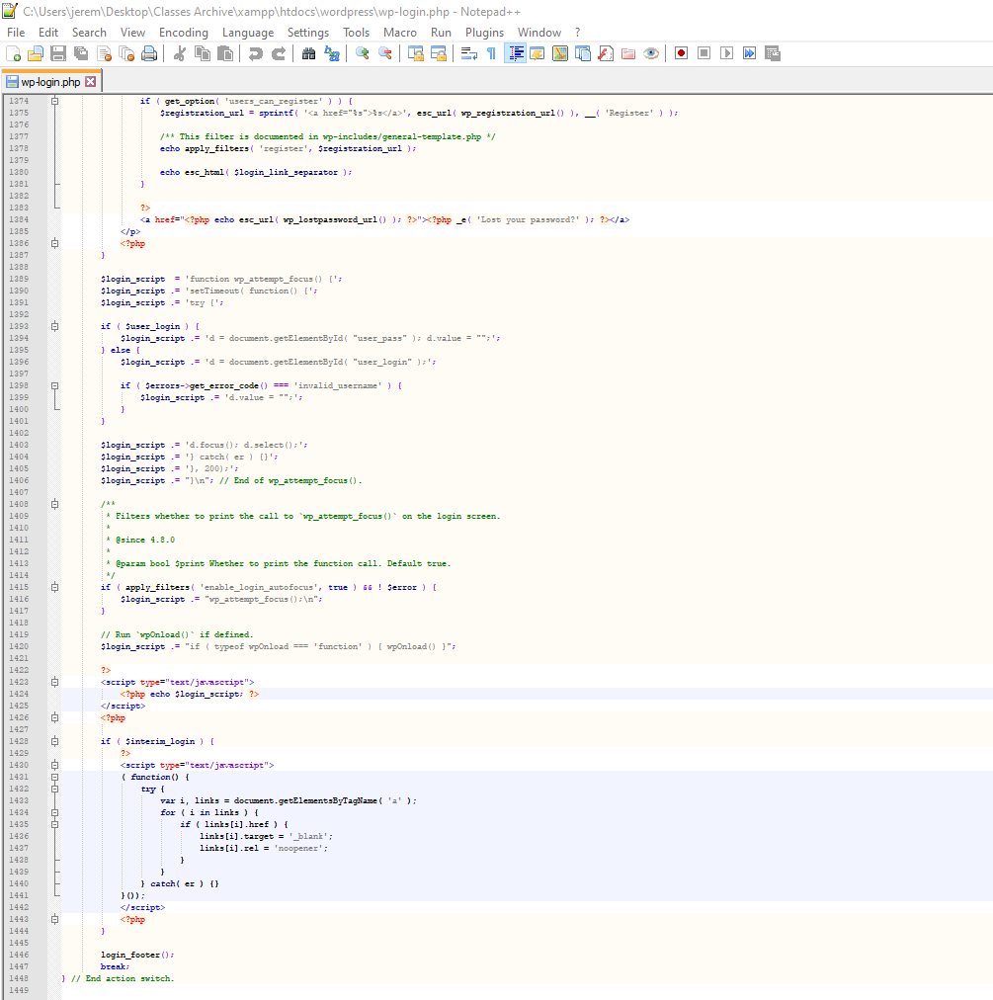 C:\Users\jerem\Desktop\Classes Archive\xampp\htdocs\wordpress\wp-login.php - Notepad++
File Edit Search View Encoding Language Settings Tools Macro Run Plugins Window ?
wp-login.php
1374 if ( get_option( 'users_can_register' ) ) {
1375 $registration_url = sprintf( '<a href="%s">%s</a>', esc_url( wp_registration_url() ), __( 'Register' ) );
1376
1377 /** This filter is documented in wp-includes/general-template.php */
1378 echo apply_filters( 'register', $registration_url );
1379
1380 echo esc_html( $login_link_separator );
1381 }
1382
1383 ?>
1384 <a href="<?php echo esc_url( wp_lostpassword_url() ); ?>"><?php _e( 'Lost your password?' ); ?></a>
1385 </p>
1386 <?php
1387 }
1388
1389 $login_script  = 'function wp_attempt_focus() {';
1390 $login_script .= 'setTimeout( function() {';
1391 $login_script .= 'try {';
1392
1393 if ( $user_login ) {
1394 $login_script .= 'd = document.getElementById( "user_pass" ); d.value = "";';
1395 } else {
1396 $login_script .= 'd = document.getElementById( "user_login" );';
1397
1398 if ( $errors->get_error_code() === 'invalid_username' ) {
1399 $login_script .= 'd.value = "";';
1400 }
1401 }
1402
1403 $login_script .= 'd.focus(); d.select();';
1404 $login_script .= '} catch( er ) {}';
1405 $login_script .= '}, 200);';
1406 $login_script .= "}\n"; // End of wp_attempt_focus().
1407
1408 /**
1409 * Filters whether to print the call to `wp_attempt_focus()` on the login screen.
1410 *
1411 * @since 4.8.0
1412 *
1413 * @param bool $print Whether to print the function call. Default true.
1414 */
1415 if ( apply_filters( 'enable_login_autofocus', true ) && ! $error ) {
1416 $login_script .= "wp_attempt_focus();\n";
1417 }
1418
1419 // Run `wpOnload()` if defined.
1420 $login_script .= "if ( typeof wpOnload === 'function' ) { wpOnload() }";
1421
1422 ?>
1423 <script type="text/javascript">
1424 <?php echo $login_script; ?>
1425 </script>
1426 <?php
1427
1428 if ( $interim_login ) {
1429 ?>
1430 <script type="text/javascript">
1431 ( function() {
1432 try {
1433 var i, links = document.getElementsByTagName( 'a' );
1434 for ( i in links ) {
1435 if ( links[i].href ) {
1436 links[i].target = '_blank';
1437 links[i].rel = 'noopener';
1438 }
1439 }
1440 } catch( er ) {}
1441 }());
1442 </script>
1443 <?php
1444 }
1445
1446 login_footer();
1447 break;
1448 } // End action switch.
1449